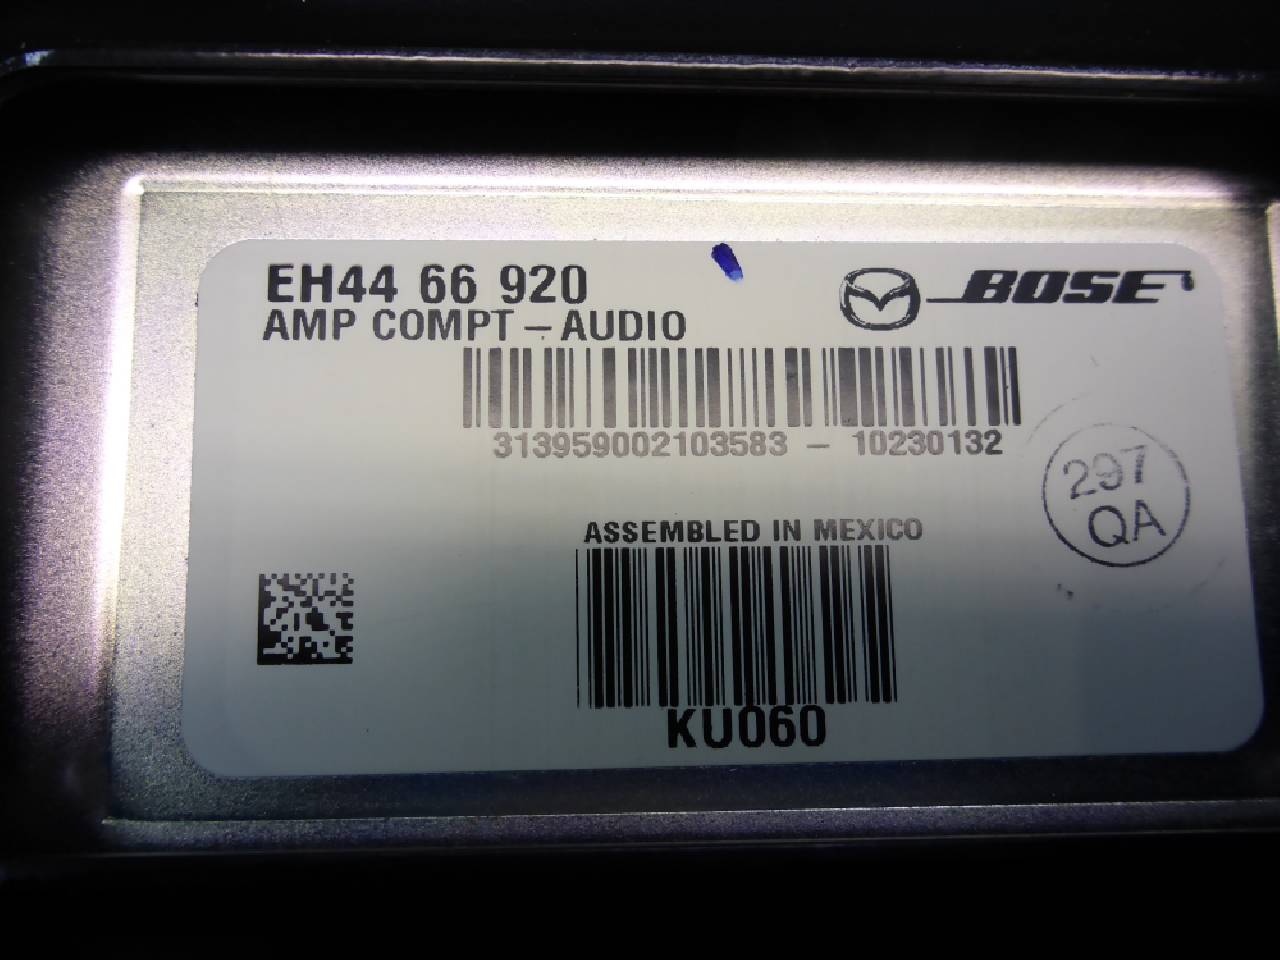 EH44 66 920
BOSE
AMP COMPT - AUDIO
313959002103583 - 10230132
297
QA
ASSEMBLED IN MEXICO
KU060